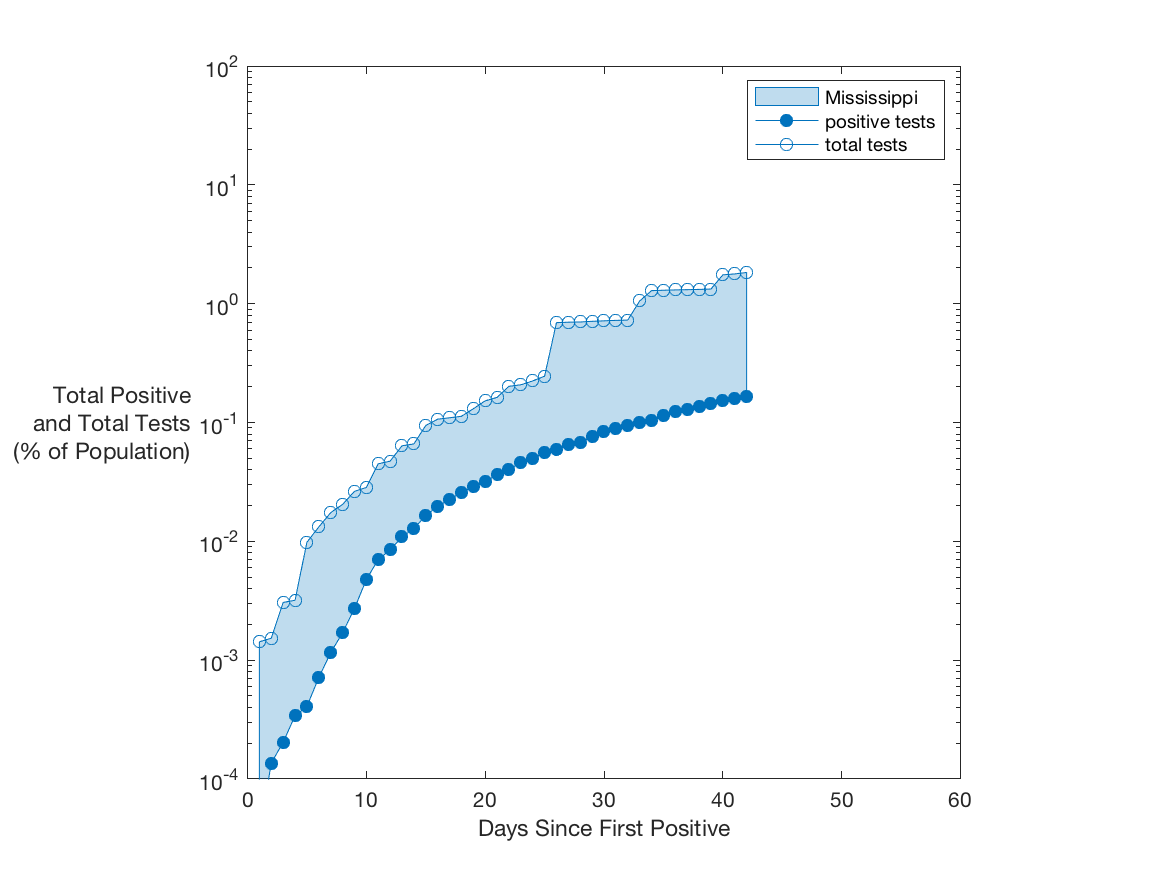 10^2
10^1
10^0
10^-1
10^-2
10^-3
10^-4
Total Positive
and Total Tests
(% of Population)
Mississippi
positive tests
total tests
0 10 20 30 40 50 60
Days Since First Positive